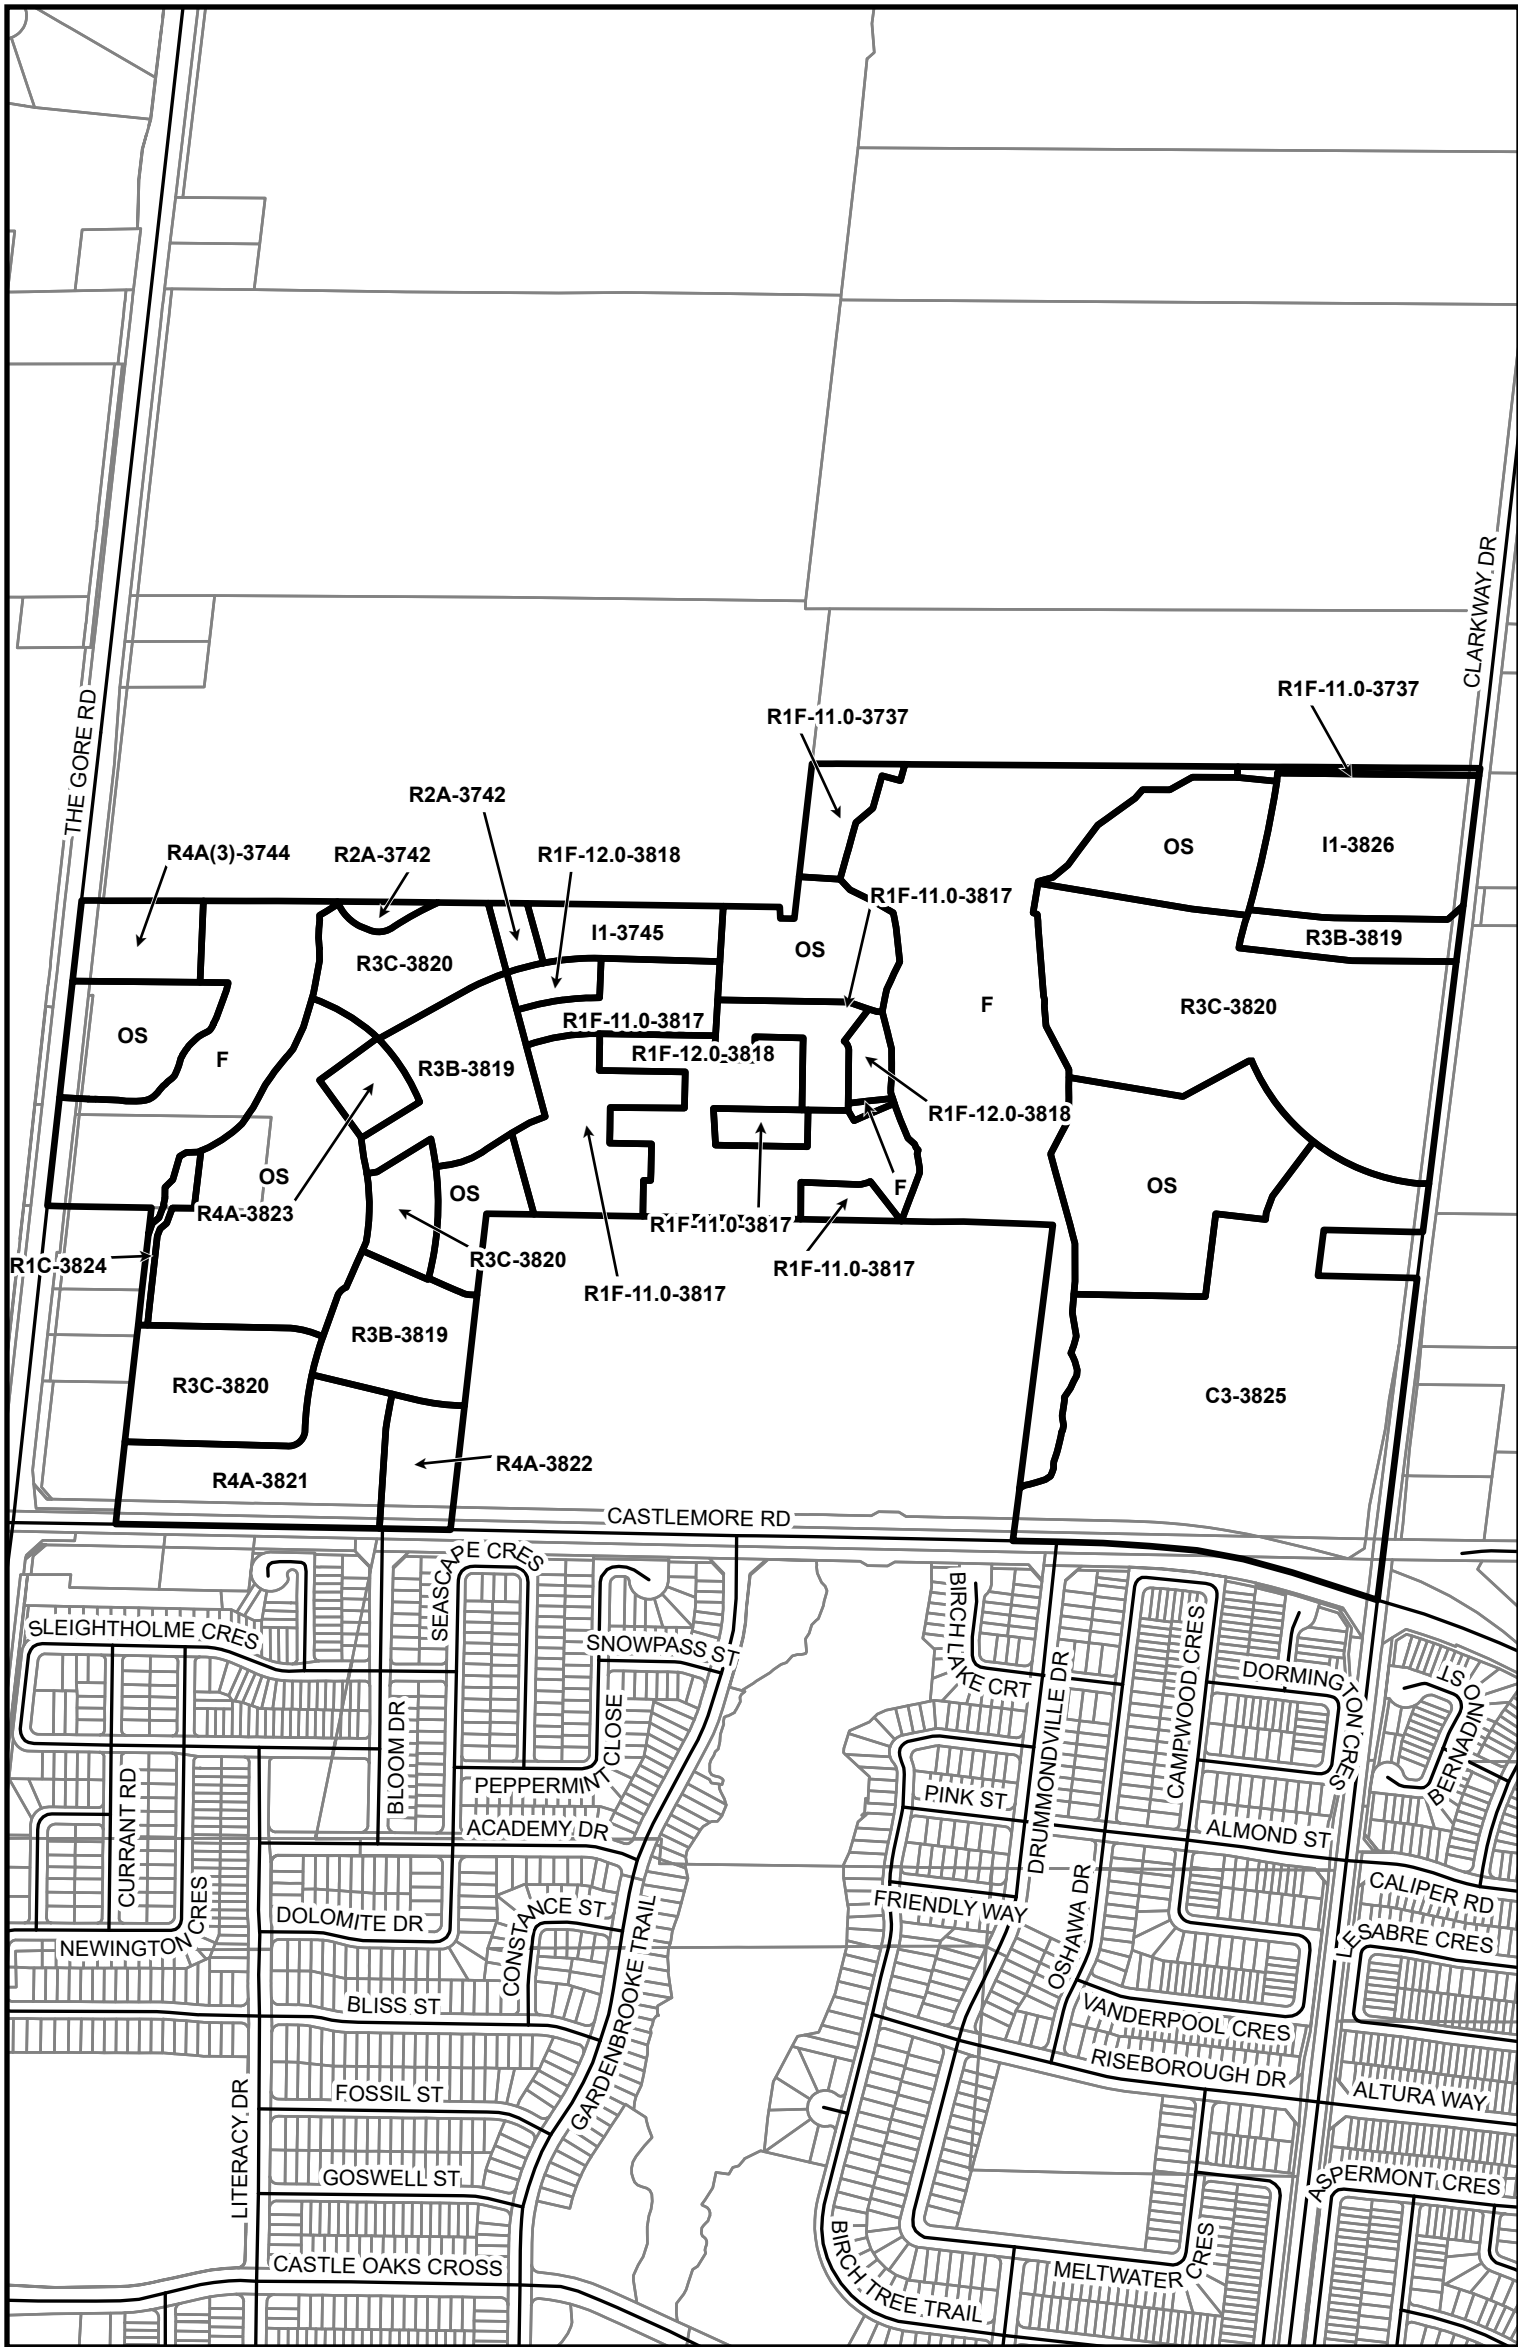 CLARKWAY DR
THE GORE RD
R1F-11.0-3737
R1F-11.0-3737
R2A-3742
R4A(3)-3744
R2A-3742
R1F-12.0-3818
OS
I1-3826
R1F-11.0-3817
I1-3745
OS
R3B-3819
R3C-3820
F
R3C-3820
OS
F
R1F-11.0-3817
R1F-12.0-3818
R3B-3819
R1F-12.0-3818
OS
OS
F
OS
R4A-3823
R1F-11.0-3817
R3C-3820
R1C-3824
R1F-11.0-3817
R1F-11.0-3817
R3B-3819
R3C-3820
C3-3825
R4A-3822
R4A-3821
CASTLEMORE RD
SEASCAPE CRES
SLEIGHTHOLME CRES
SNOWPASS ST
BIRCH LAKE CRT
DRUMMONDVILLE DR
CAMPWOOD CRES
DORMINGTON CRES
BERNADINO ST
BLOOM DR
PEPPERMINT CLOSE
CURRANT RD
PINK ST
ACADEMY DR
ALMOND ST
CALIPER RD
NEWINGTON CRES
DOLOMITE DR
CONSTANCE ST
GARDENBROOKE TRAIL
FRIENDLY WAY
OSHAWA DR
LESABRE CRES
BLISS ST
VANDERPOOL CRES
RISEBOROUGH DR
ALTURA WAY
FOSSIL ST
LITERACY DR
GOSWELL ST
ASPERMONT CRES
CASTLE OAKS CROSS
BIRCH TREE TRAIL
MELTWATER CRES